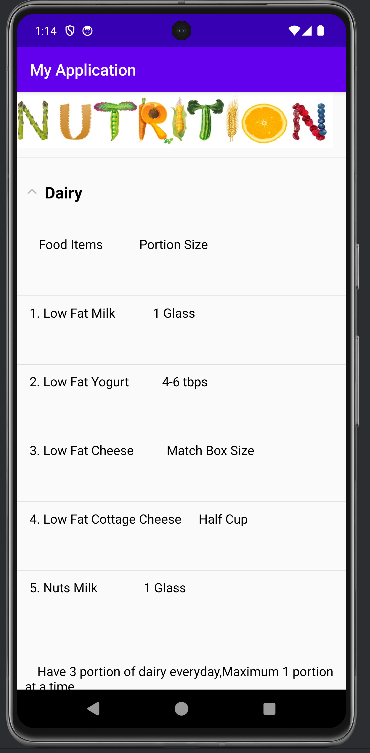 1:14
My Application
NUTRITION
Dairy
Food Items Portion Size
1. Low Fat Milk 1 Glass
2. Low Fat Yogurt 4-6 tbps
3. Low Fat Cheese Match Box Size
4. Low Fat Cottage Cheese Half Cup
5. Nuts Milk 1 Glass
Have 3 portion of dairy everyday,Maximum 1 portion
at a time